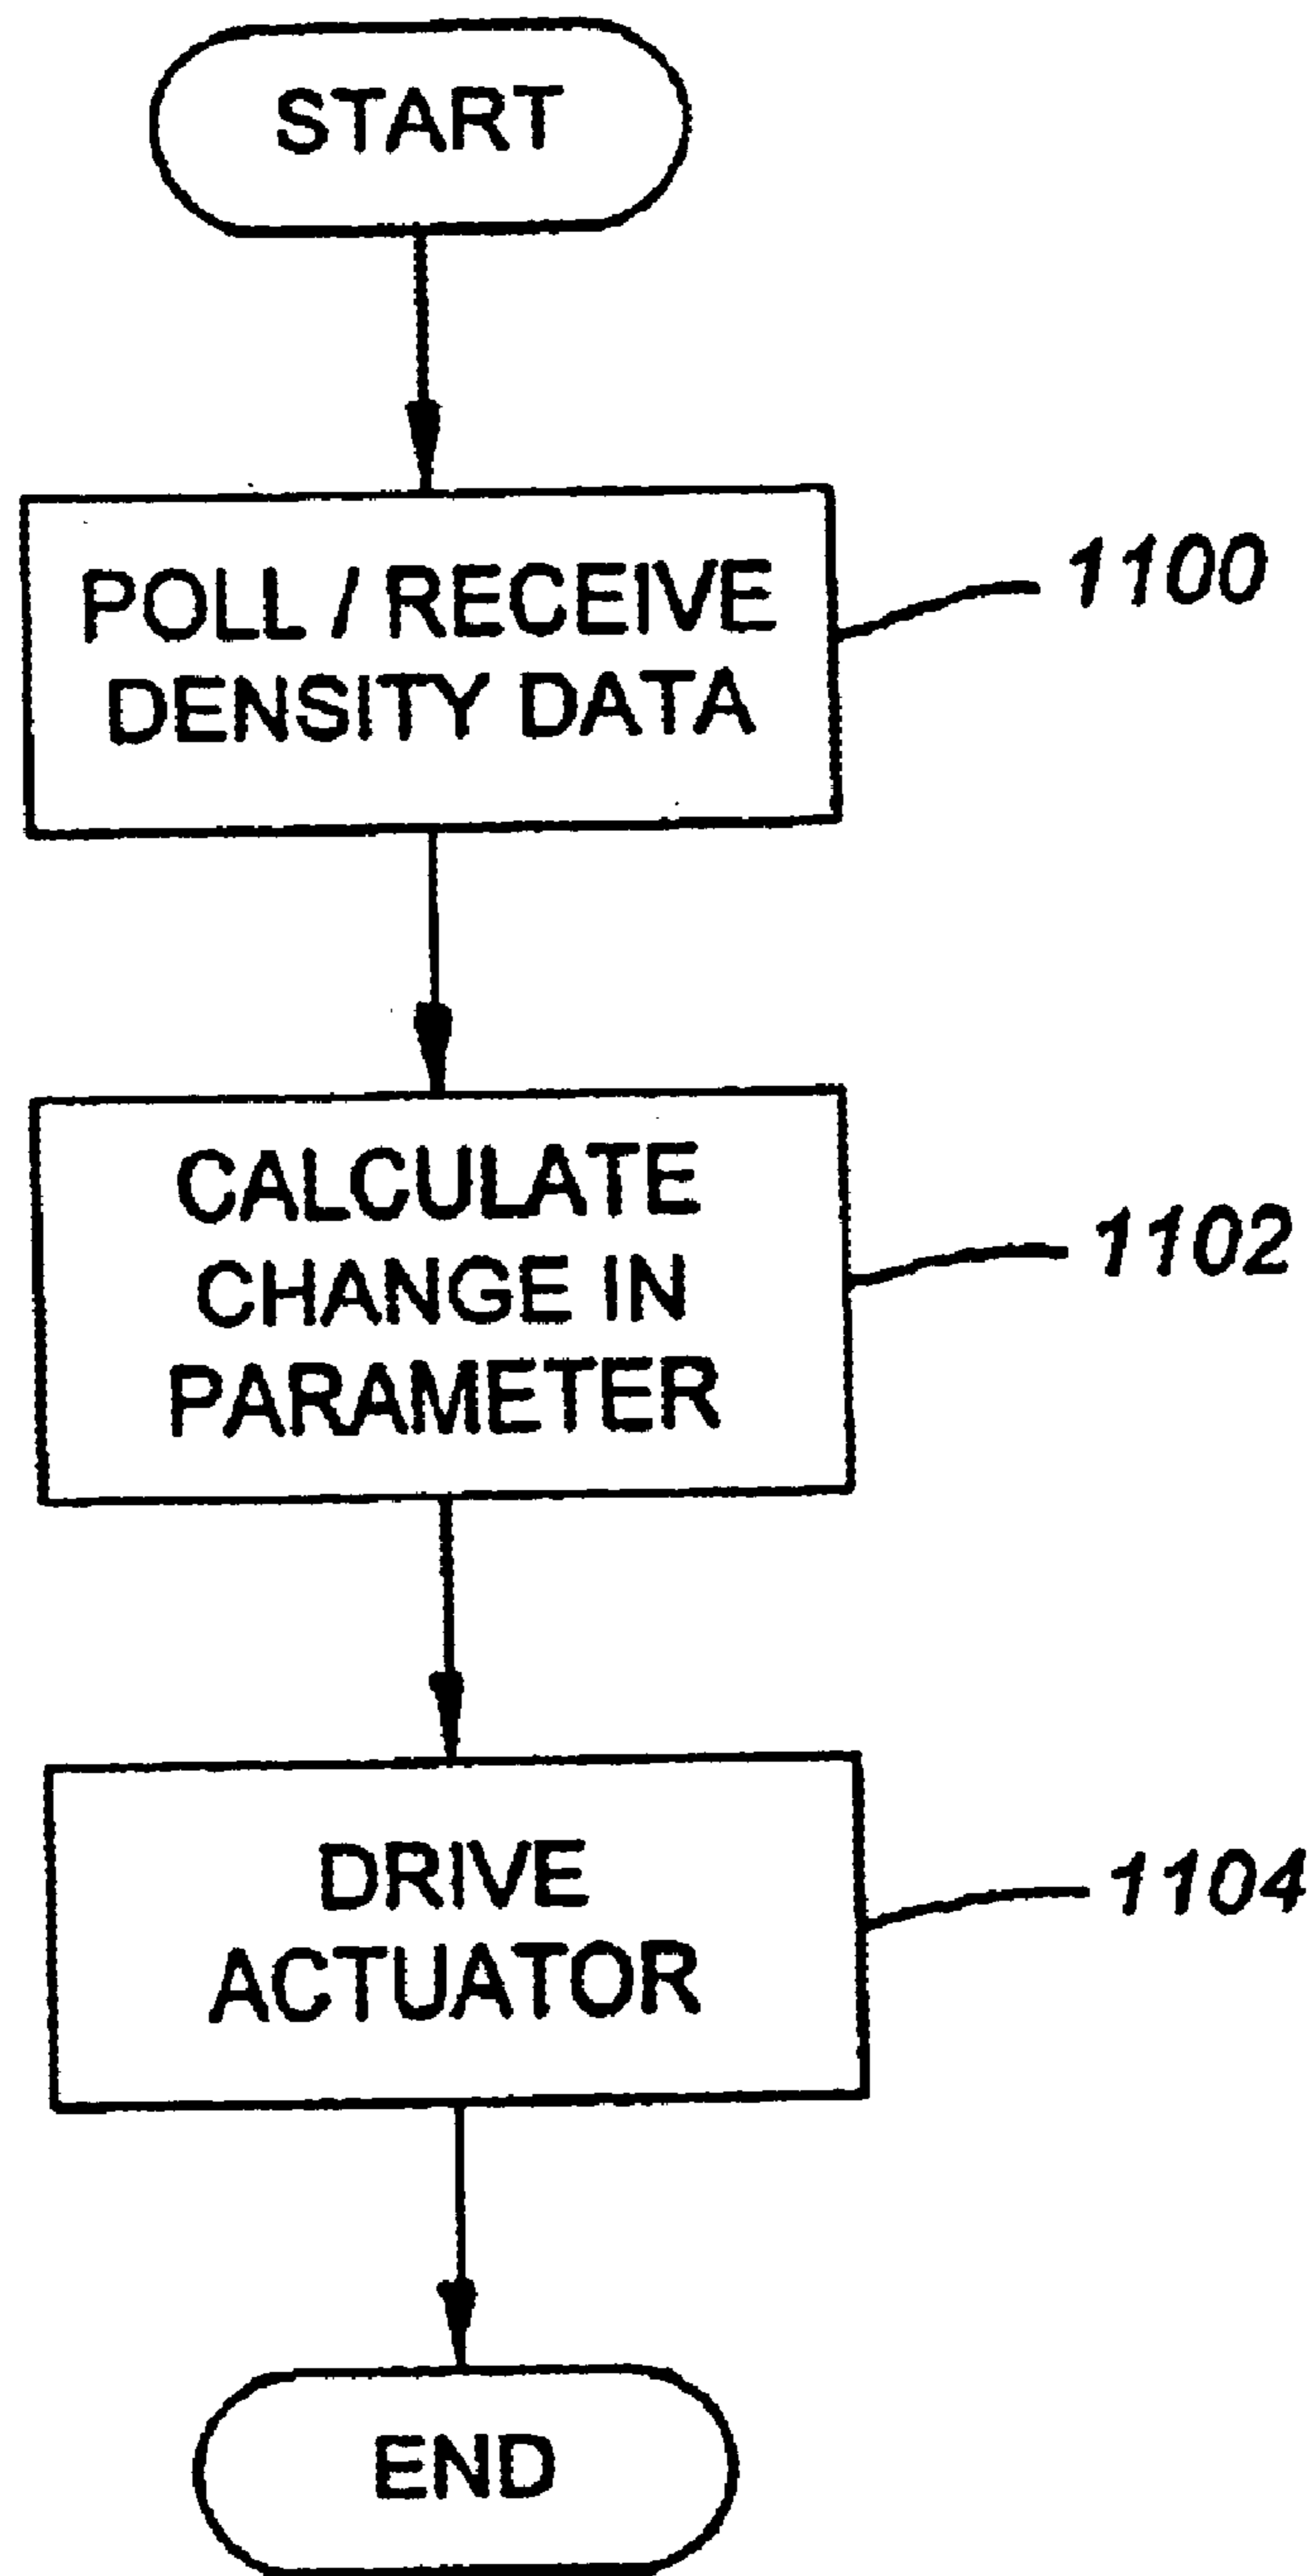 START
POLL / RECEIVE
DENSITY DATA
1100
CALCULATE
CHANGE IN
PARAMETER
1102
DRIVE
ACTUATOR
1104
END